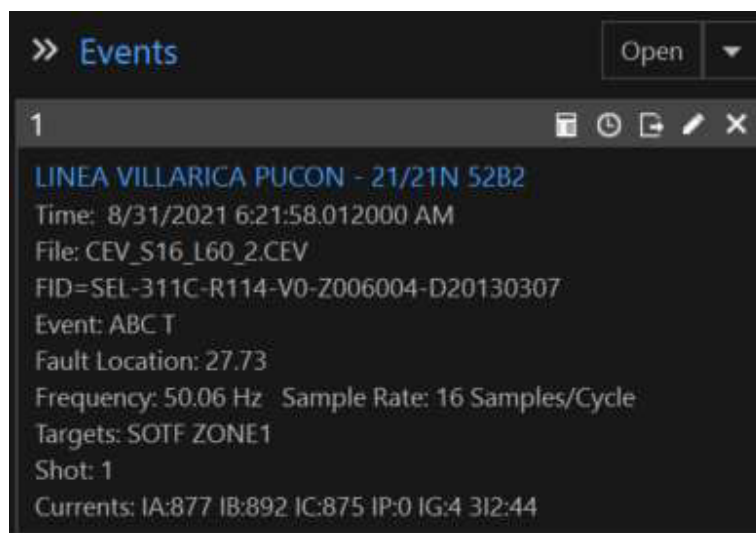 Events
Open
1
LINEA VILLARICA PUCON - 21/21N 52B2
Time: 8/31/2021 6:21:58.012000 AM
File: CEV_S16_L60_2.CEV
FID=SEL-311C-R114-V0-Z006004-D20130307
Event: ABC T
Fault Location: 27.73
Frequency: 50.06 Hz Sample Rate: 16 Samples/Cycle
Targets: SOTF ZONE1
Shot: 1
Currents: IA:877 IB:892 IC:875 IP:0 IG:4 3I2:44